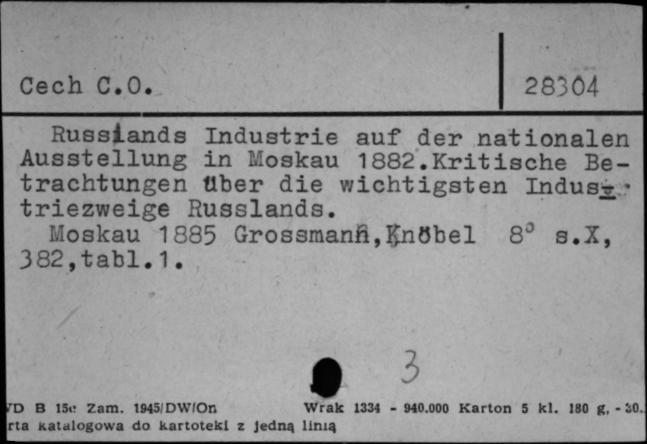 Cech C.O.
28304
Russlands Industrie auf der nationalen
Ausstellung in Moskau 1882.Kritische Be-
trachtungen über die wichtigsten Indus-
triezweige Russlands.
Moskau 1885 Grossmann,Knöbel 8° s.X,
382,tabl.1.
3
VD B 15c Zam. 1945/DW/On Wrak 1334 - 940.000 Karton 5 kl. 180 g, - 30.
rta katalogowa do kartoteki z jedną linią